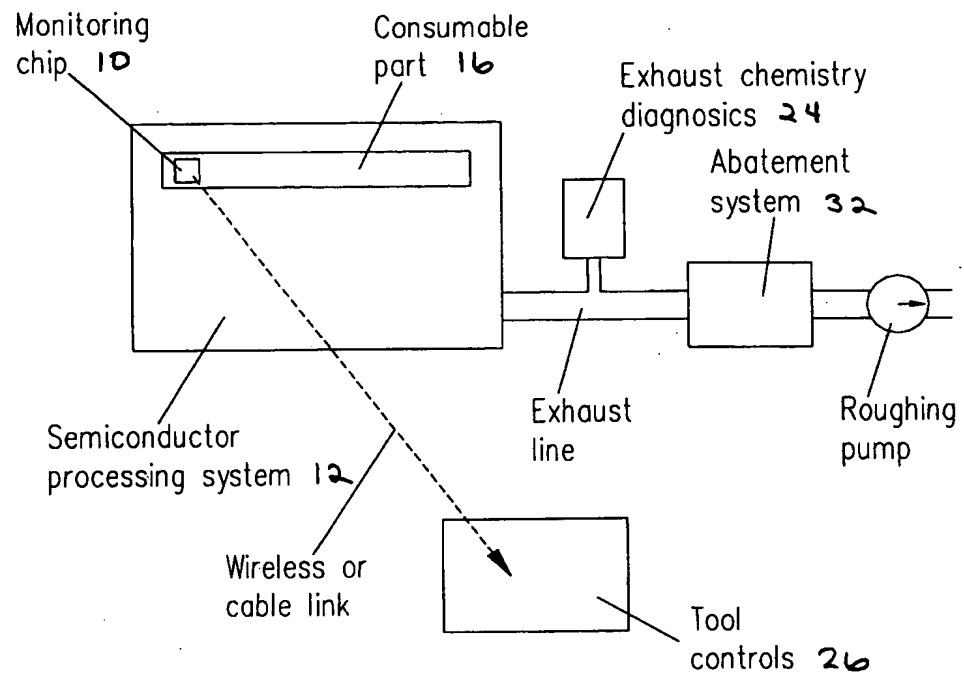 Monitoring
chip 10
Consumable
part 16
Exhaust chemistry
diagnosics 24
Abatement
system 32
Exhaust
line
Roughing
pump
Semiconductor
processing system 12
Wireless or
cable link
Tool
controls 26